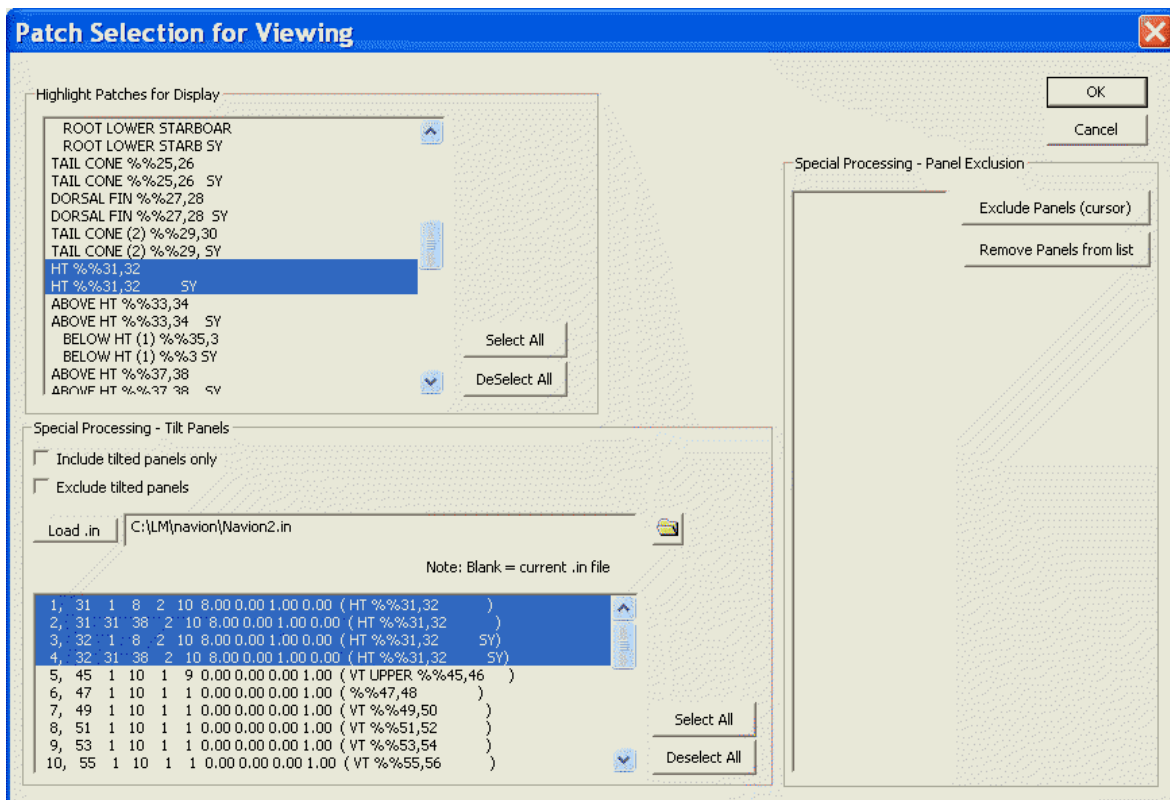 Patch Selection for Viewing
Highlight Patches for Display
ROOT LOWER STARBOAR
ROOT LOWER STARB SY
TAIL CONE %%25,26
TAIL CONE %%25,26 SY
DORSAL FIN %%27,28
DORSAL FIN %%27,28 SY
TAIL CONE (2) %%29,30
TAIL CONE (2) %%29, SY
HT %%31,32
HT %%31,32 SY
ABOVE HT %%33,34
ABOVE HT %%33,34 SY
BELOW HT (1) %%35,3
BELOW HT (1) %%3 SY
ABOVE HT %%37,38
ABOVE HT %%37,38 SY
Select All
DeSelect All
OK
Cancel
Special Processing - Panel Exclusion
Exclude Panels (cursor)
Remove Panels from list
Special Processing - Tilt Panels
Include tilted panels only
Exclude tilted panels
Load .in C:\LM\navion\Navion2.in
Note: Blank = current .in file
1, 31 1 8 2 10 8.00 0.00 1.00 0.00 ( HT %%31,32 )
2, 31 31 38 2 10 8.00 0.00 1.00 0.00 ( HT %%31,32 )
3, 32 1 8 2 10 8.00 0.00 1.00 0.00 ( HT %%31,32 SY)
4, 32 31 38 2 10 8.00 0.00 1.00 0.00 ( HT %%31,32 SY)
5, 45 1 10 1 9 0.00 0.00 0.00 1.00 ( VT UPPER %%45,46 )
6, 47 1 10 1 1 0.00 0.00 0.00 1.00 ( %%47,48 )
7, 49 1 10 1 1 0.00 0.00 0.00 1.00 ( VT %%49,50 )
8, 51 1 10 1 1 0.00 0.00 0.00 1.00 ( VT %%51,52 )
9, 53 1 10 1 1 0.00 0.00 0.00 1.00 ( VT %%53,54 )
10, 55 1 10 1 1 0.00 0.00 0.00 1.00 ( VT %%55,56 )
Select All
Deselect All